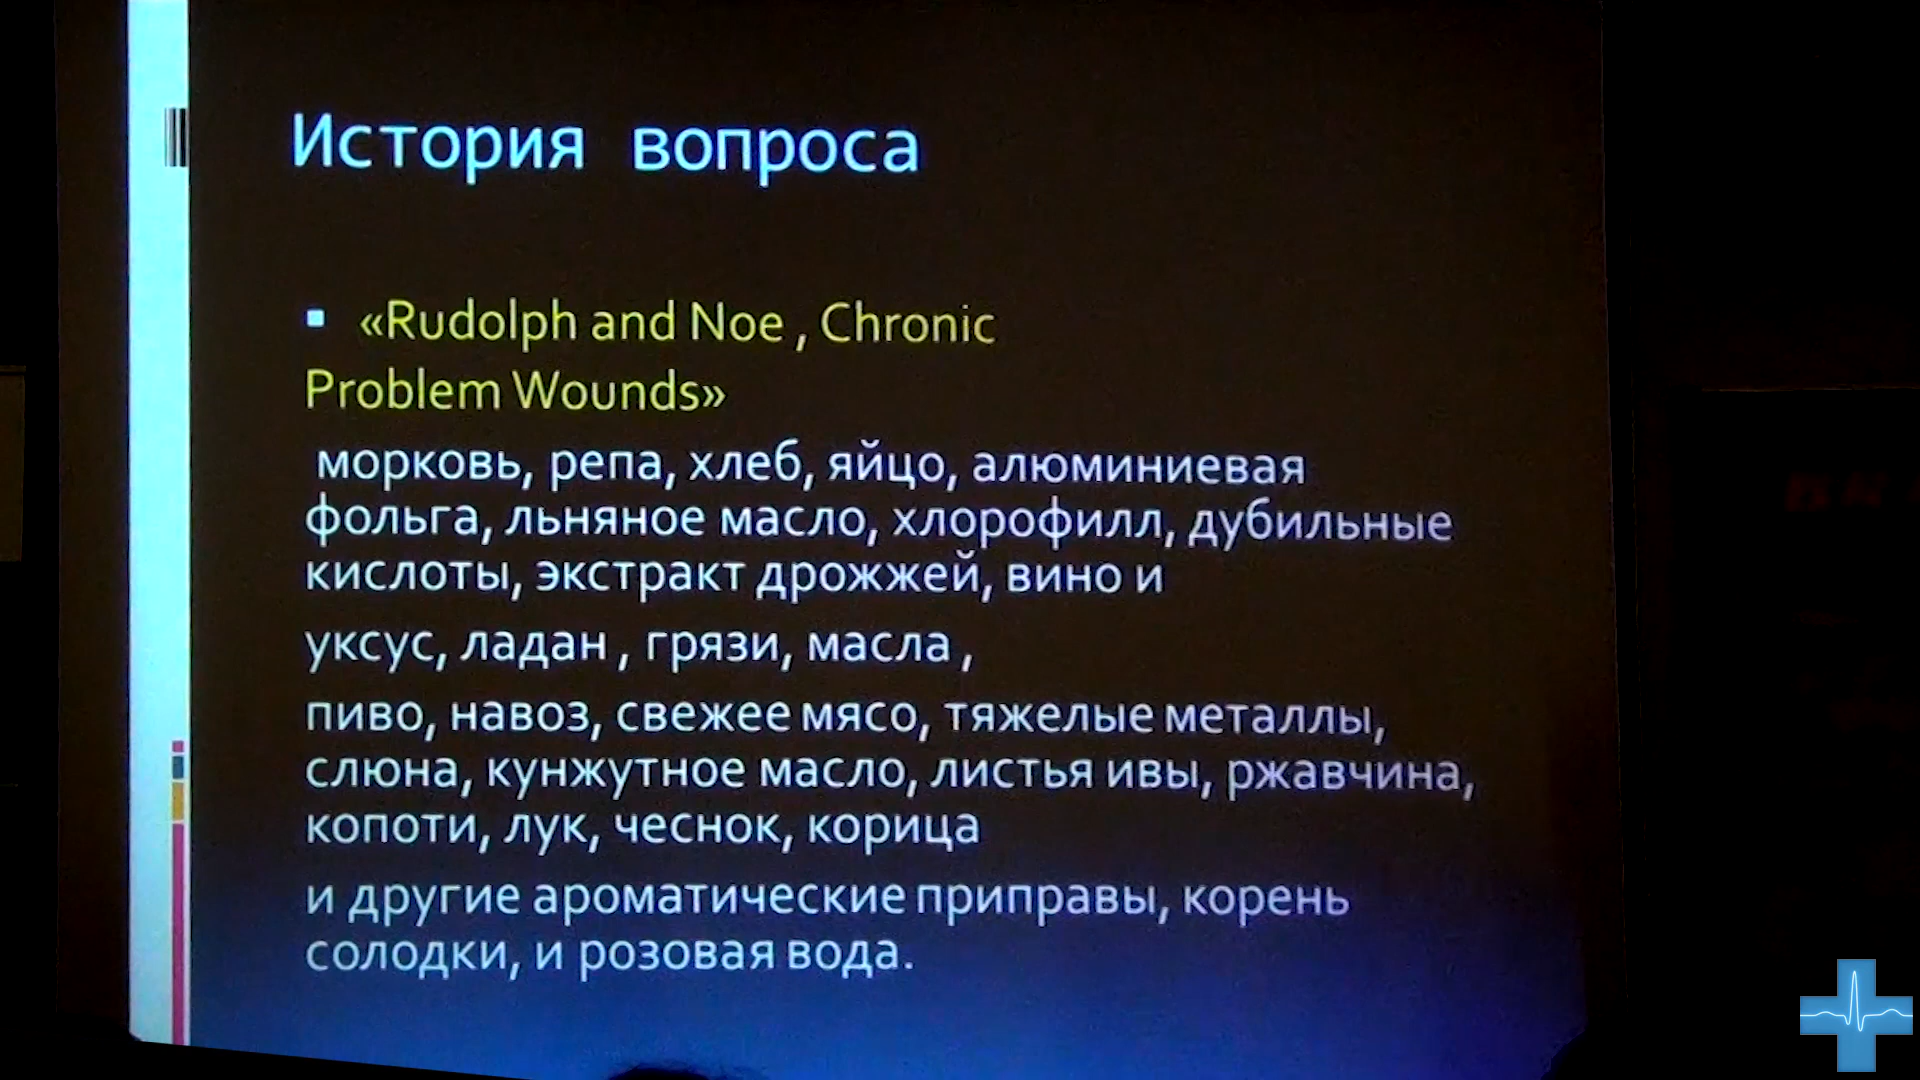 История вопроса
«Rudolph and Noe , Chronic
Problem Wounds»
морковь, репа, хлеб, яйцо, алюминиевая
фольга, льняное масло, хлорофилл, дубильные
кислоты, экстракт дрожжей, вино и
уксус, ладан , грязи, масла ,
пиво, навоз, свежее мясо, тяжелые металлы,
слюна, кунжутное масло, листья ивы, ржавчина,
копоти, лук, чеснок, корица
и другие ароматические приправы, корень
солодки, и розовая вода.